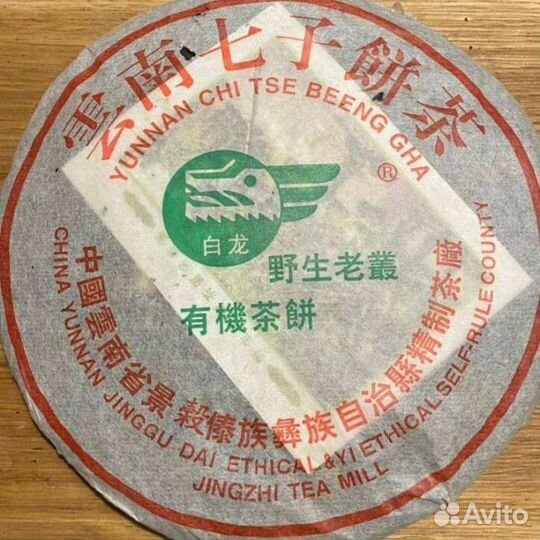 雲南七子餅茶
YUNNAN CHI TSE BEENG GHA
®
白龙
野生老叢
有機茶餅
中國雲南省景穀傣族彝族自治縣精制茶廠
CHINA YUNNAN JINGGU DAI ETHICAL & YI ETHICAL SELF-RULE COUNTY
JINGZHI TEA MILL
Avito